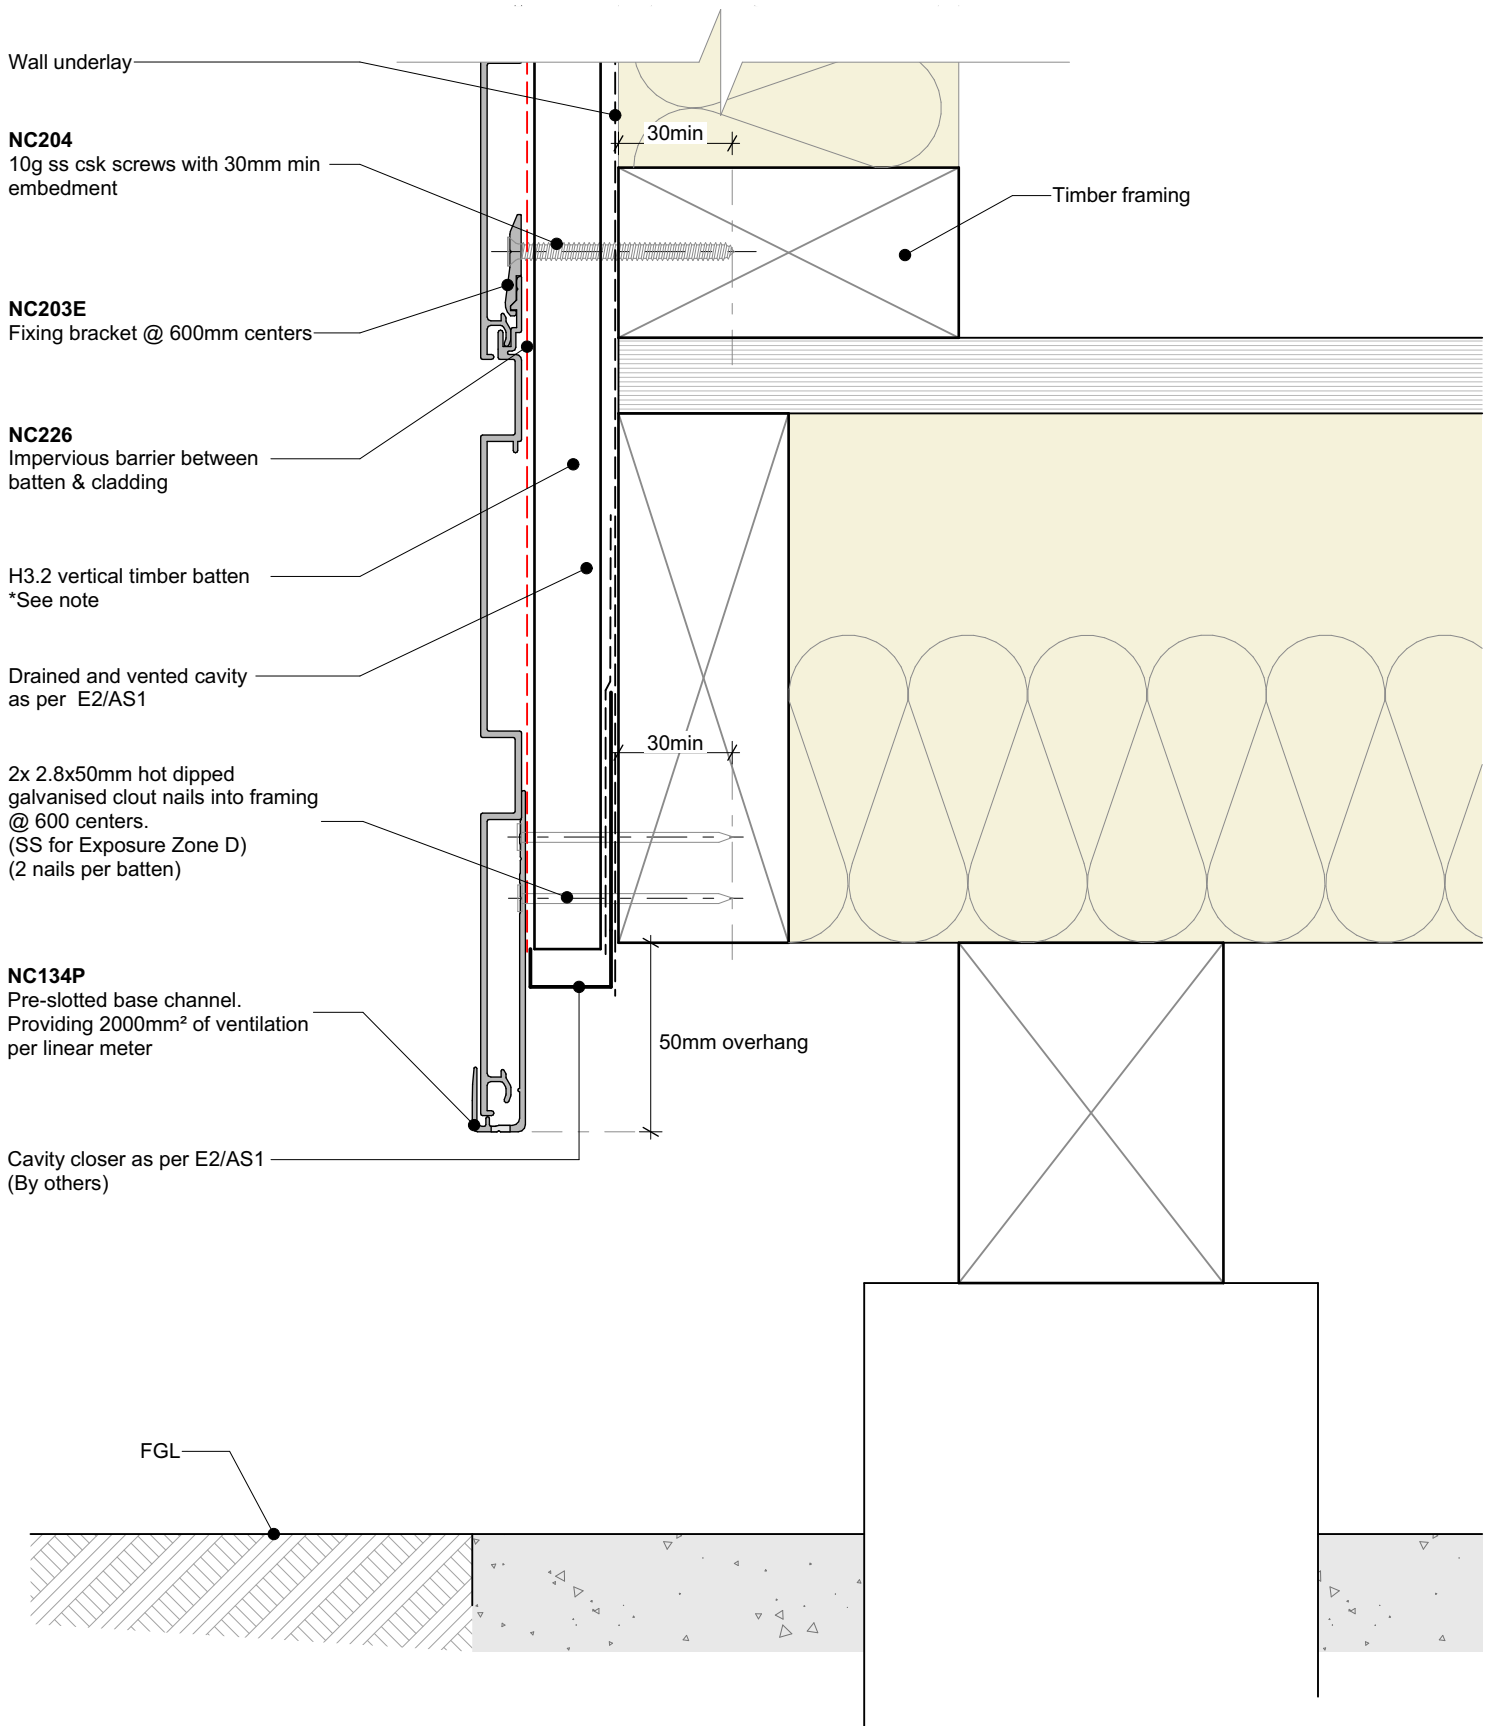 Wall underlay
30min
NC204
10g ss csk screws with 30mm min
embedment
Timber framing
NC203E
Fixing bracket @ 600mm centers
NC226
Impervious barrier between
batten & cladding
H3.2 vertical timber batten
*See note
Drained and vented cavity
as per E2/AS1
30min
2x 2.8x50mm hot dipped
galvanised clout nails into framing
@ 600 centers.
(SS for Exposure Zone D)
(2 nails per batten)
NC134P
Pre-slotted base channel.
Providing 2000mm² of ventilation
per linear meter
50mm overhang
Cavity closer as per E2/AS1
(By others)
FGL